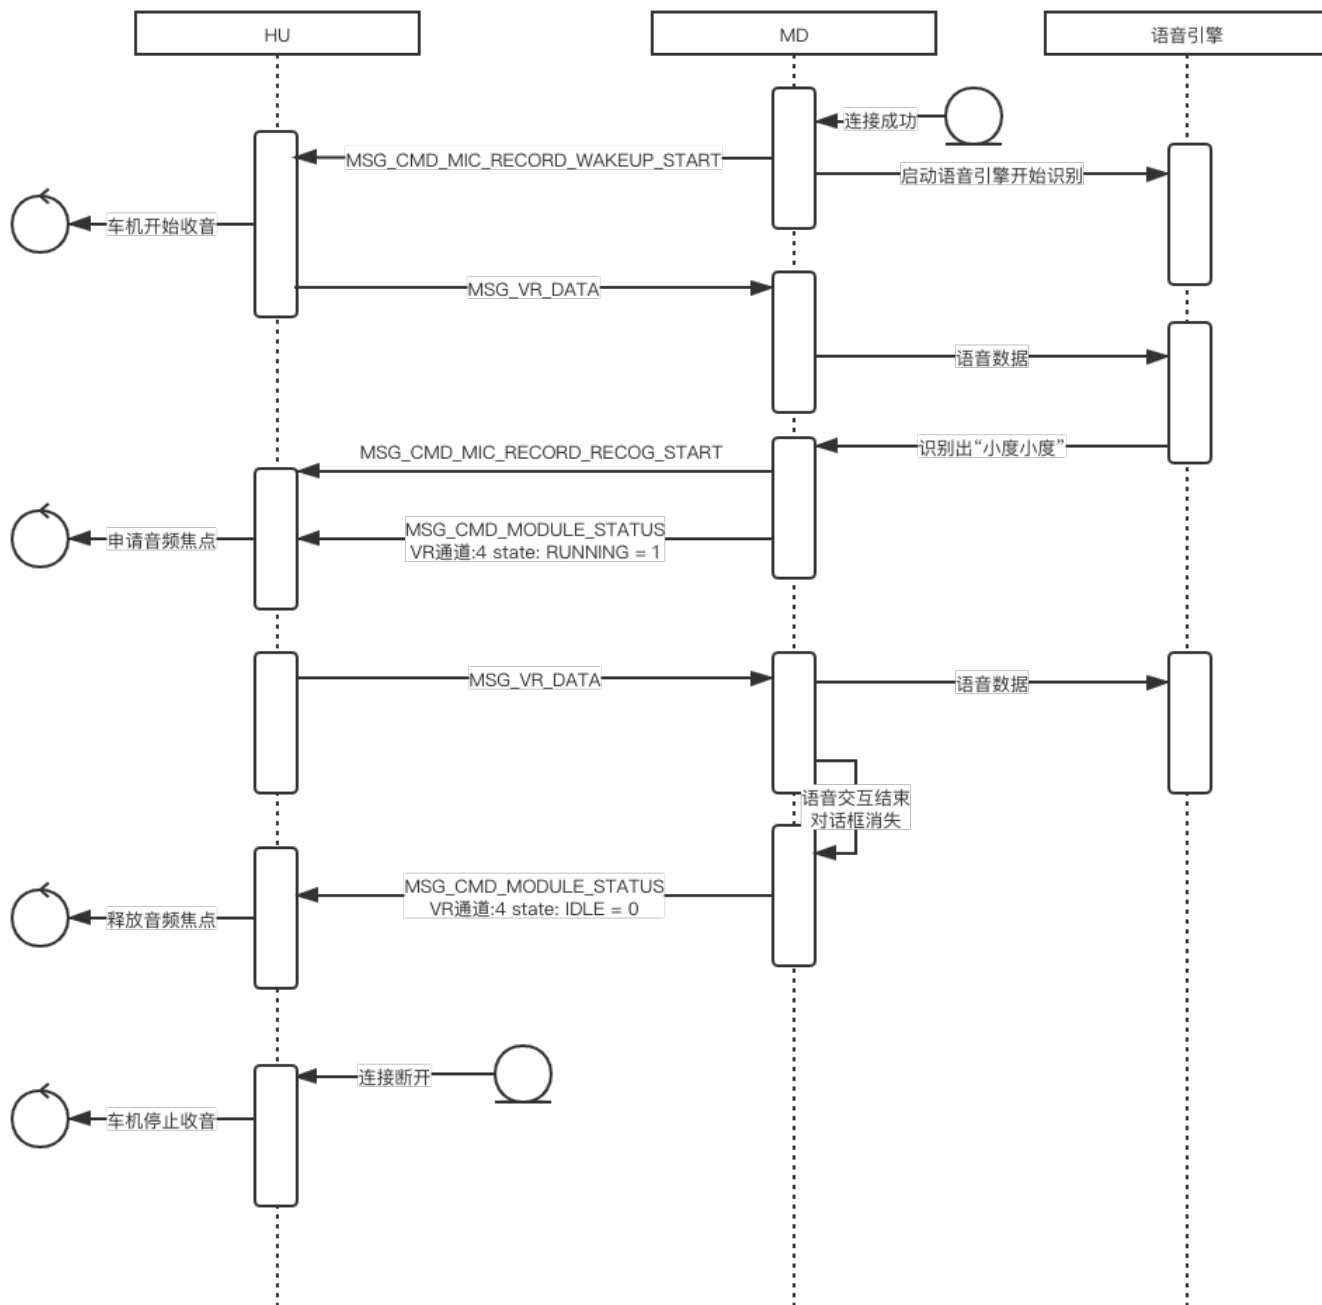 HU
MD
语音引擎
连接成功
MSG_CMD_MIC_RECORD_WAKEUP_START
启动语音引擎开始识别
车机开始收音
MSG_VR_DATA
语音数据
识别出“小度小度”
MSG_CMD_MIC_RECORD_RECOG_START
MSG_CMD_MODULE_STATUS
VR通道:4 state: RUNNING = 1
申请音频焦点
MSG_VR_DATA
语音数据
语音交互结束
对话框消失
MSG_CMD_MODULE_STATUS
VR通道:4 state: IDLE = 0
释放音频焦点
连接断开
车机停止收音